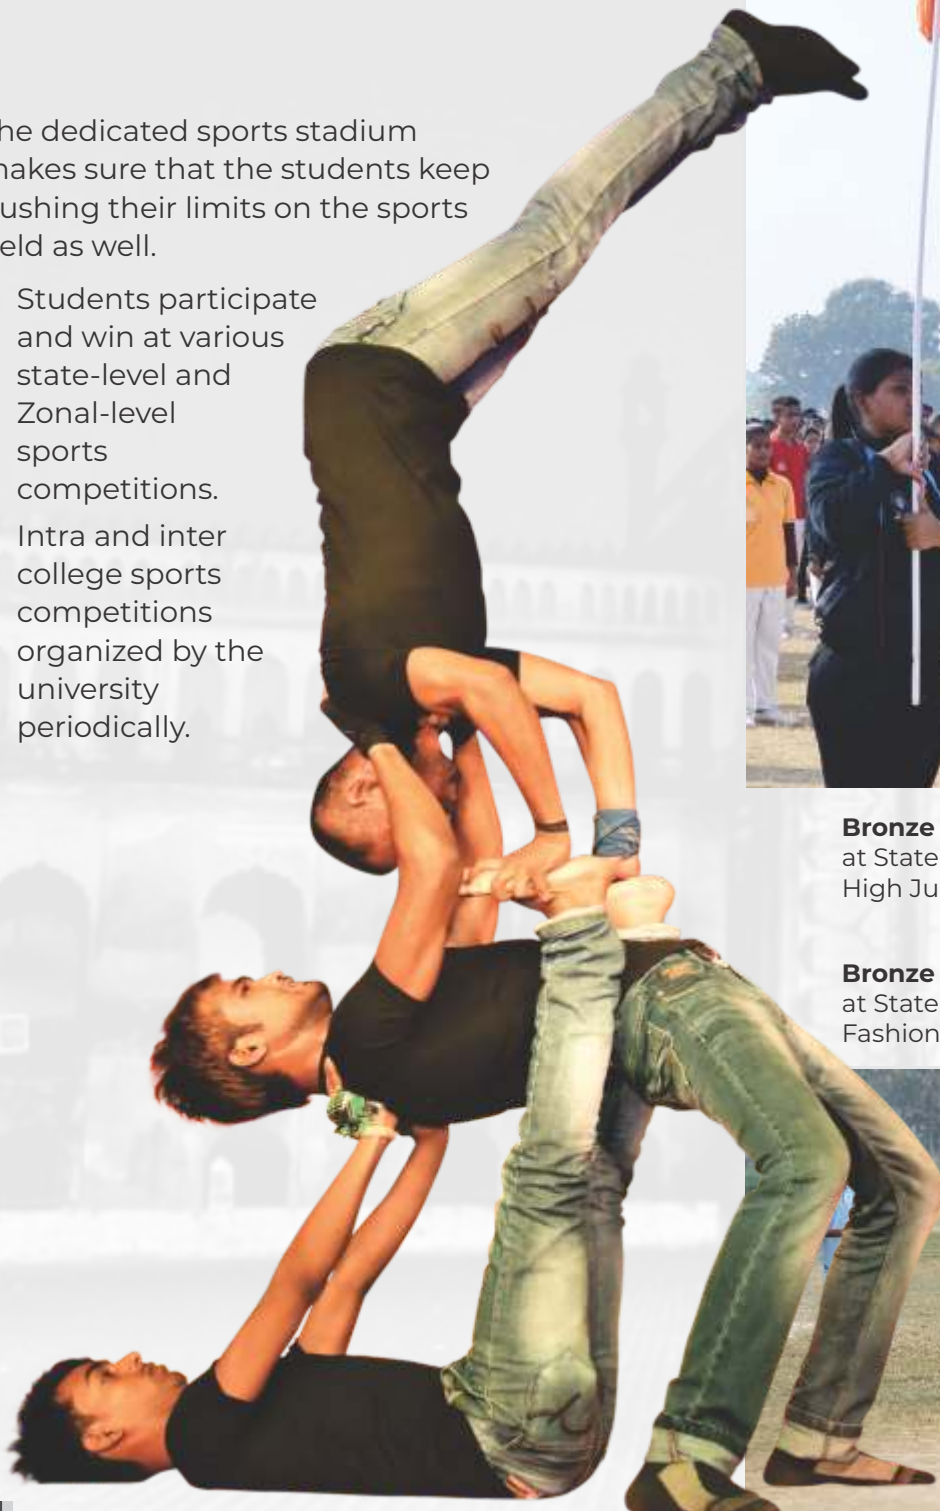 he dedicated sports stadium
nakes sure that the students keep
ushing their limits on the sports
eld as well.
Students participate
and win at various
state-level and
Zonal-level
sports
competitions.
Intra and inter
college sports
competitions
organized by the
university
periodically.
Bronze
at State
High Ju
Bronze
at State
Fashion